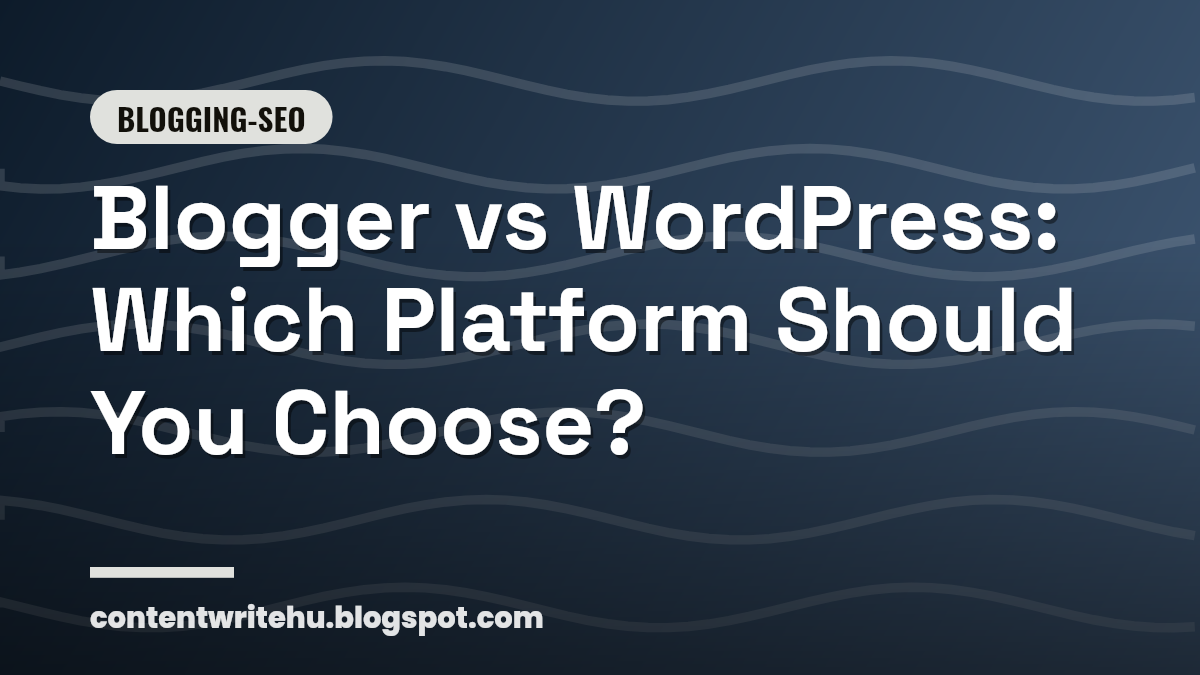 BLOGGING-SEO
Blogger vs WordPress:
Which Platform Should
You Choose?
contentwritehu.blogspot.com